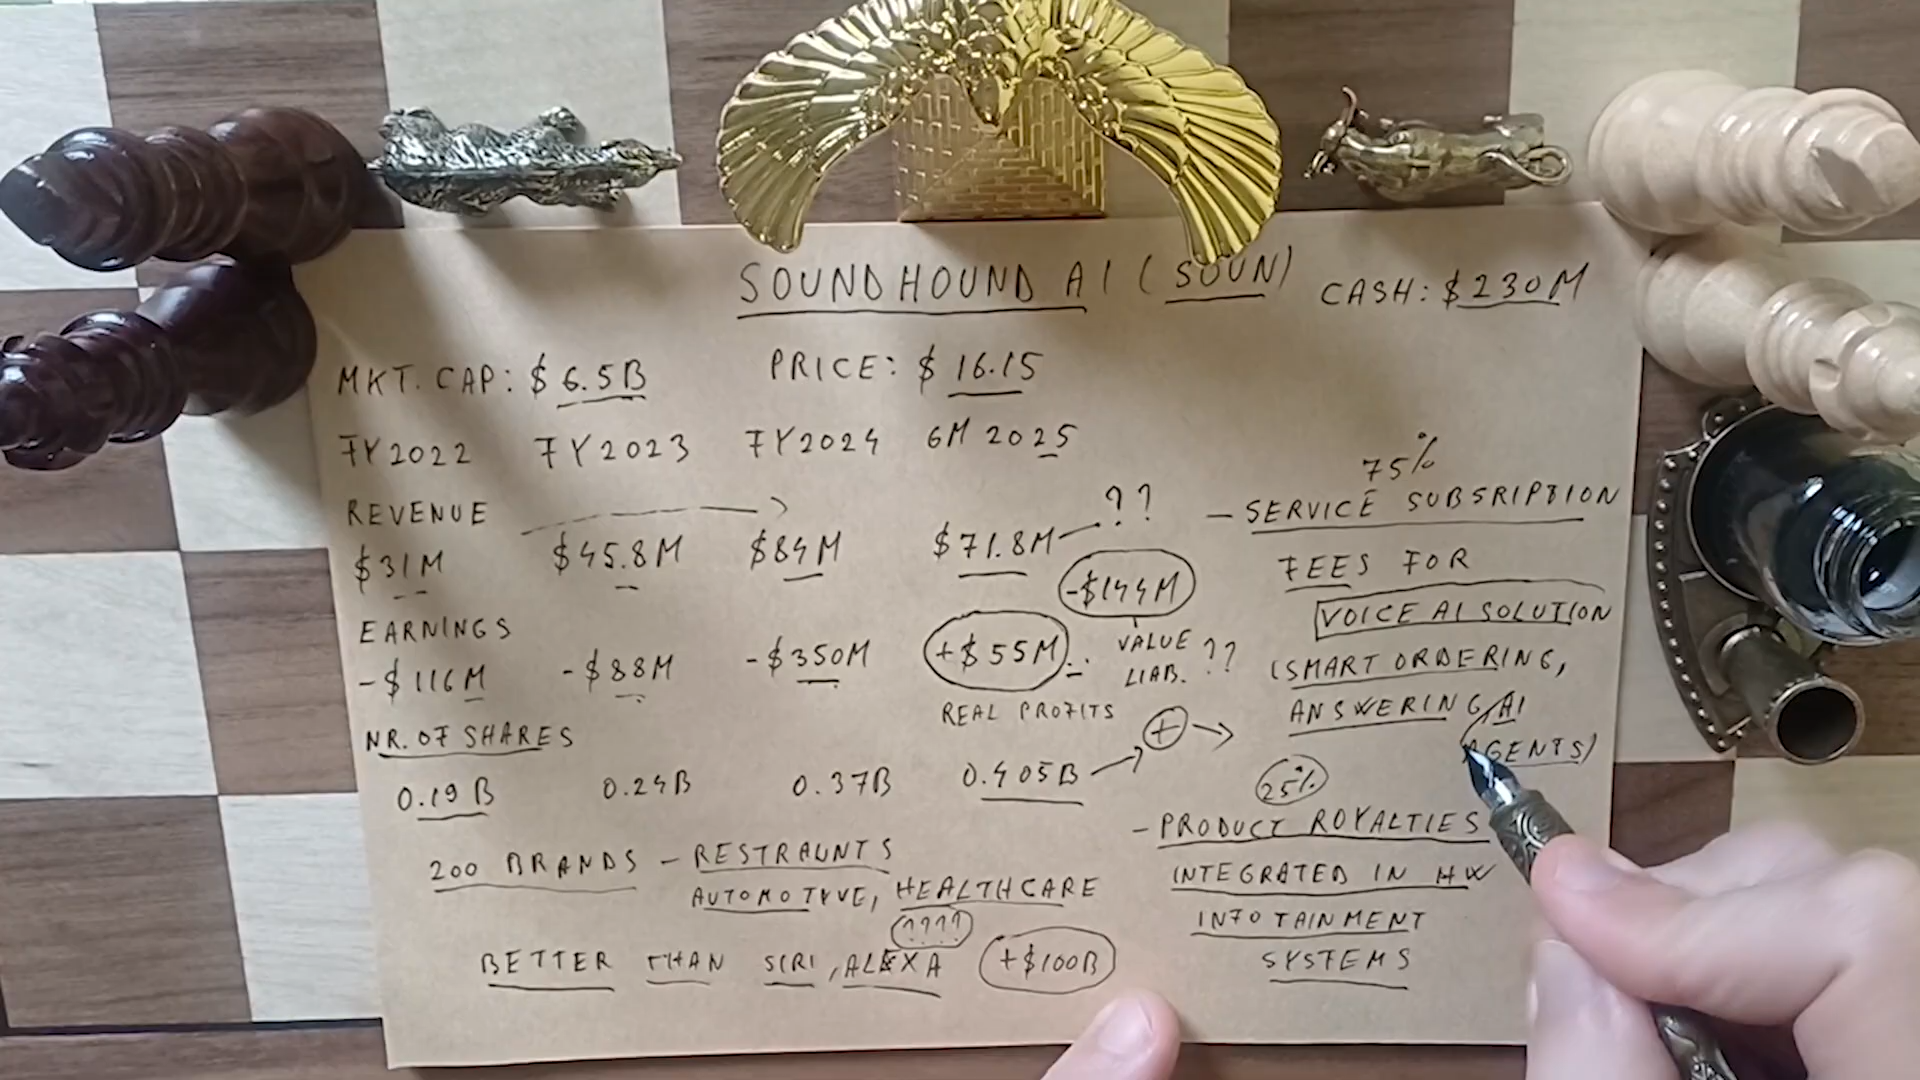 SOUNDHOUND AI (SOUN)
CASH: $230M
MKT. CAP: $6.5B
PRICE: $16.15
FY2022 FY2023 FY2024 6M 2025
REVENUE
$31M $45.8M $84M $71.8M ??
-$144M
VALUE
LIAB. ??
EARNINGS
-$116M -$88M -$350M +$55M
REAL PROFITS
NR. OF SHARES
0.19B 0.24B 0.37B 0.405B +
200 BRANDS - RESTRAUNTS
AUTOMOTYVE, HEALTHCARE
????
BETTER THAN SIRI, ALEXA +$100B
75%
- SERVICE SUBSRIPTION
FEES FOR
VOICE AI SOLUTION
(SMART ORDERING,
ANSWERING, AI
AGENTS)
25%
- PRODUCT ROYALTIES
INTEGRATED IN HW
INFOTAINMENT
SYSTEMS